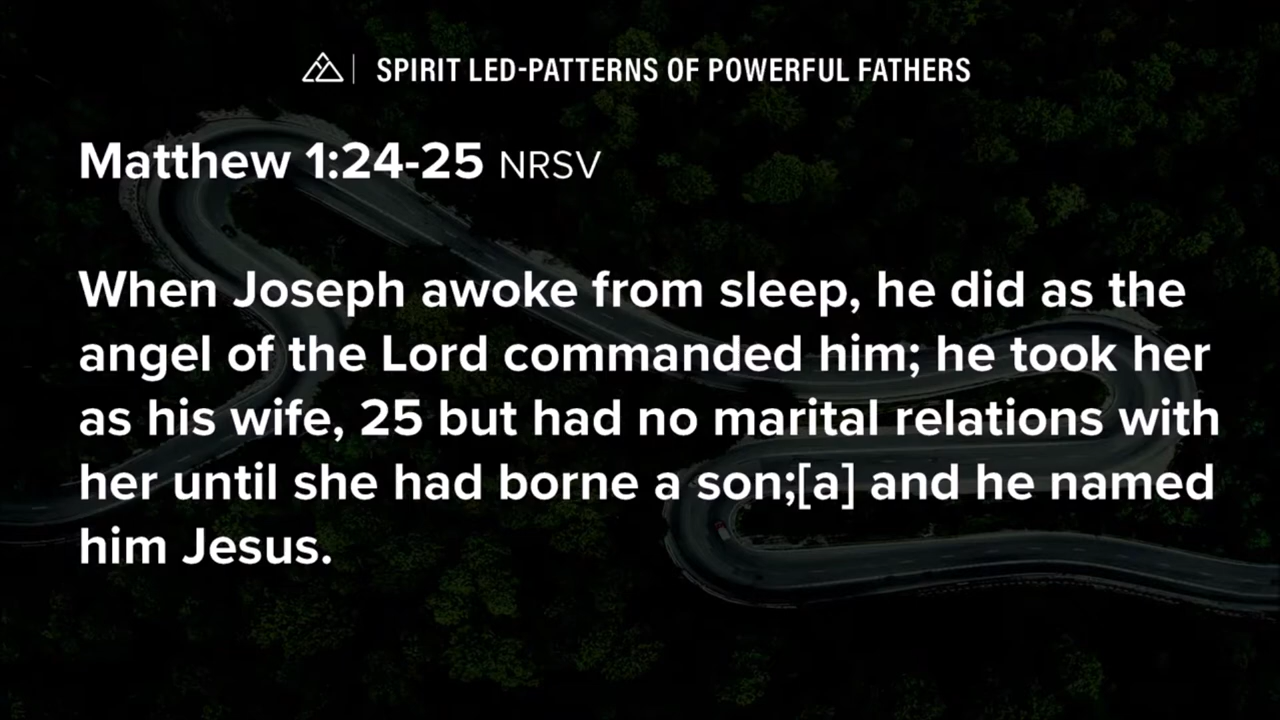 SPIRIT LED-PATTERNS OF POWERFUL FATHERS
Matthew 1:24-25 NRSV
When Joseph awoke from sleep, he did as the
angel of the Lord commanded him; he took her
as his wife, 25 but had no marital relations with
her until she had borne a son;[a] and he named
him Jesus.